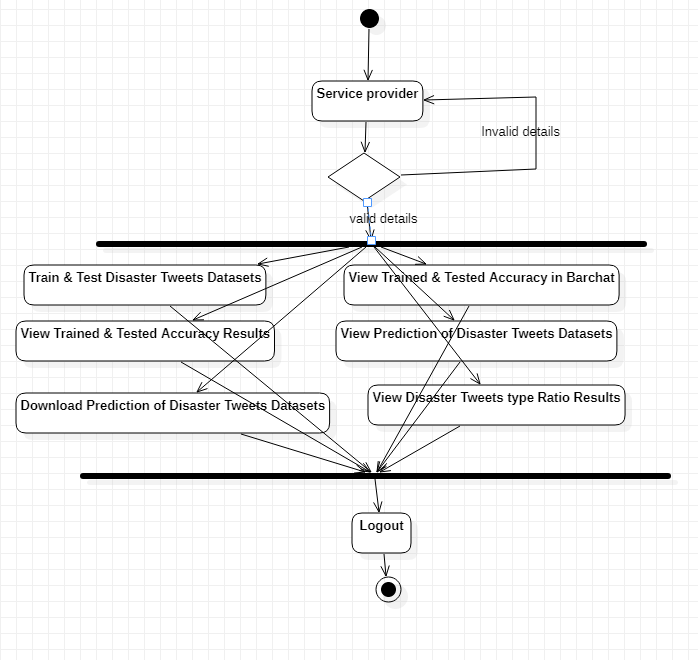 Service provider
Invalid details
valid details
Train & Test Disaster Tweets Datasets
View Trained & Tested Accuracy in Barchat
View Trained & Tested Accuracy Results
View Prediction of Disaster Tweets Datasets
Download Prediction of Disaster Tweets Datasets
View Disaster Tweets type Ratio Results
Logout